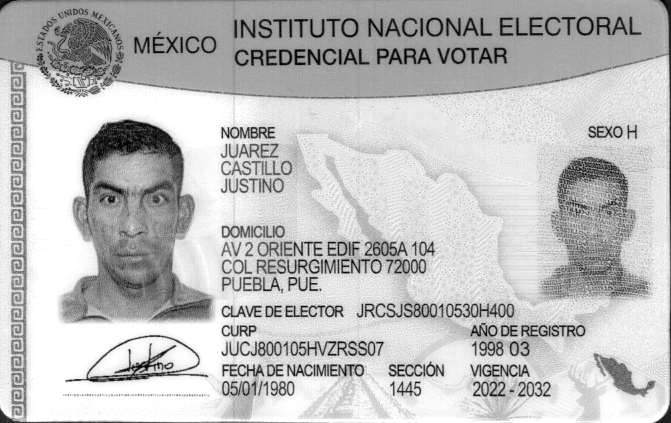 ESTADOS UNIDOS MEXICANOS
MÉXICO
INSTITUTO NACIONAL ELECTORAL
CREDENCIAL PARA VOTAR
NOMBRE
SEXO H
JUAREZ
CASTILLO
JUSTINO
DOMICILIO
AV 2 ORIENTE EDIF 2605A 104
COL RESURGIMIENTO 72000
PUEBLA, PUE.
CLAVE DE ELECTOR JRCSJS80010530H400
CURP
JUCJ800105HVZRSS07
AÑO DE REGISTRO
1998 03
FECHA DE NACIMIENTO
05/01/1980
SECCIÓN
1445
VIGENCIA
2022 - 2032
Justino